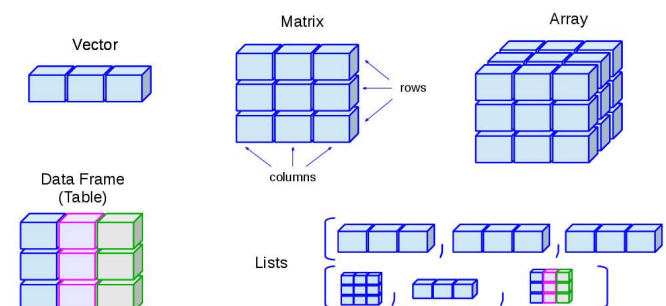 Vector
Matrix
Array
rows
columns
Data Frame
(Table)
Lists